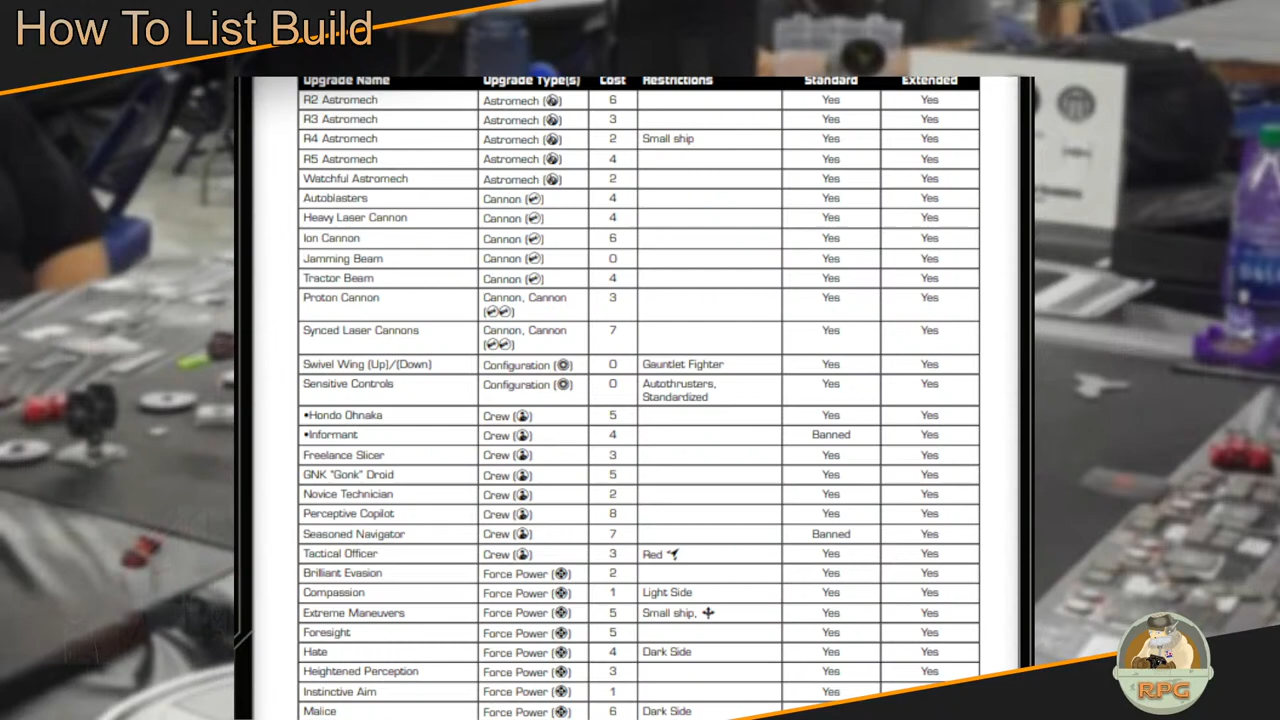 How To List Build
Upgrade Name Upgrade Type(s) Cost Restrictions Standard Extended
R2 Astromech Astromech () 6 Yes Yes
R3 Astromech Astromech () 3 Yes Yes
R4 Astromech Astromech () 2 Small ship Yes Yes
R5 Astromech Astromech () 4 Yes Yes
Watchful Astromech Astromech () 2 Yes Yes
Autoblasters Cannon () 4 Yes Yes
Heavy Laser Cannon Cannon () 4 Yes Yes
Ion Cannon Cannon () 6 Yes Yes
Jamming Beam Cannon () 0 Yes Yes
Tractor Beam Cannon () 4 Yes Yes
Proton Cannon Cannon, Cannon 3 Yes Yes
()
Synced Laser Cannons Cannon, Cannon 7 Yes Yes
()
Swivel Wing (Up)/(Down) Configuration () 0 Gauntlet Fighter Yes Yes
Sensitive Controls Configuration () 0 Autothrusters, Yes Yes
Standardized
•Hondo Ohnaka Crew () 5 Yes Yes
•Informant Crew () 4 Banned Yes
Freelance Slicer Crew () 3 Yes Yes
GNK "Gonk" Droid Crew () 5 Yes Yes
Novice Technician Crew () 2 Yes Yes
Perceptive Copilot Crew () 8 Yes Yes
Seasoned Navigator Crew () 7 Banned Yes
Tactical Officer Crew () 3 Red Yes Yes
Brilliant Evasion Force Power () 2 Yes Yes
Compassion Force Power () 1 Light Side Yes Yes
Extreme Maneuvers Force Power () 5 Small ship, Yes Yes
Foresight Force Power () 5 Yes Yes
Hate Force Power () 4 Dark Side Yes Yes
Heightened Perception Force Power () 3 Yes Yes
Instinctive Aim Force Power () 1 Yes Yes
Malice Force Power () 6 Dark Side
RPG